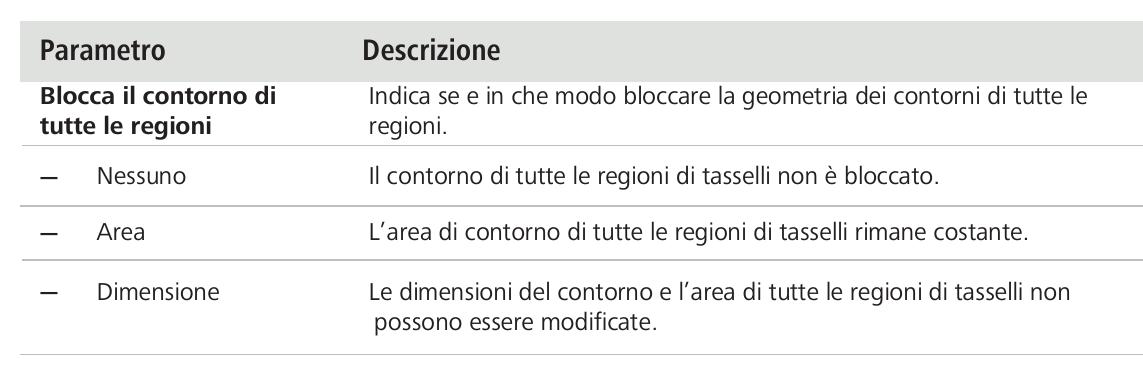 Parametro Descrizione
Blocca il contorno di Indica se e in che modo bloccare la geometria dei contorni di tutte le
tutte le regioni regioni.
— Nessuno Il contorno di tutte le regioni di tasselli non è bloccato.
— Area L’area di contorno di tutte le regioni di tasselli rimane costante.
— Dimensione Le dimensioni del contorno e l’area di tutte le regioni di tasselli non
possono essere modificate.